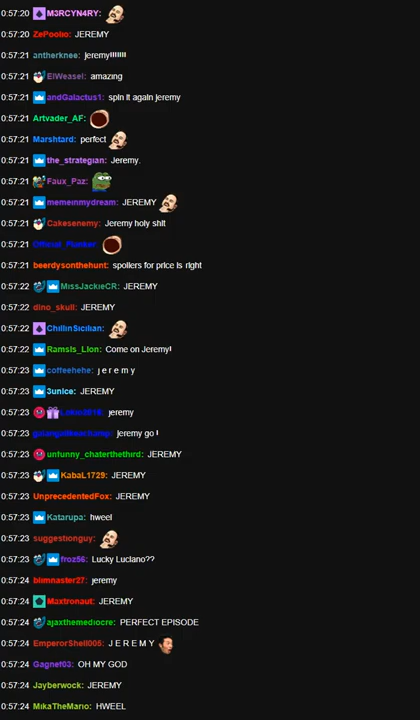 0:57:20 M3RCYN4RY:
0:57:20 ZePoolio: JEREMY
0:57:21 antherknee: jeremy!!!!!!!!
0:57:21 ElWeasel: amazing
0:57:21 andGalactus1: spin it again jeremy
0:57:21 Artvader_AF:
0:57:21 Marshtard: perfect
0:57:21 the_strategian: Jeremy.
0:57:21 Faux_Paz:
0:57:21 memeinmydream: JEREMY
0:57:21 Cakesenemy: Jeremy holy shit
0:57:21
0:57:21 beerdysonthehunt: spoilers for price is right
0:57:22 MissJackieCR: JEREMY
0:57:22 dino_skull: JEREMY
0:57:22 ChillinSicilian:
0:57:22 Ramsis_Lion: Come on Jeremy!
0:57:23 coffeehehe: j e r e m y
0:57:23 3unice: JEREMY
0:57:23 jeremy
0:57:23 jeremy go !
0:57:23 unfunny_chaterthethird: JEREMY
0:57:23 KabaL1729: JEREMY
0:57:23 UnprecedentedFox: JEREMY
0:57:23 Katarupa: hweel
0:57:23 suggestionguy:
0:57:23 froz56: Lucky Luciano??
0:57:24 blimnaster27: jeremy
0:57:24 Maxtronaut: JEREMY
0:57:24 ajaxthemediocre: PERFECT EPISODE
0:57:24 EmperorShell005: J E R E M Y
0:57:24 Gagnef03: OH MY GOD
0:57:24 Jayberwock: JEREMY
0:57:24 MikaTheMario: HWEEL